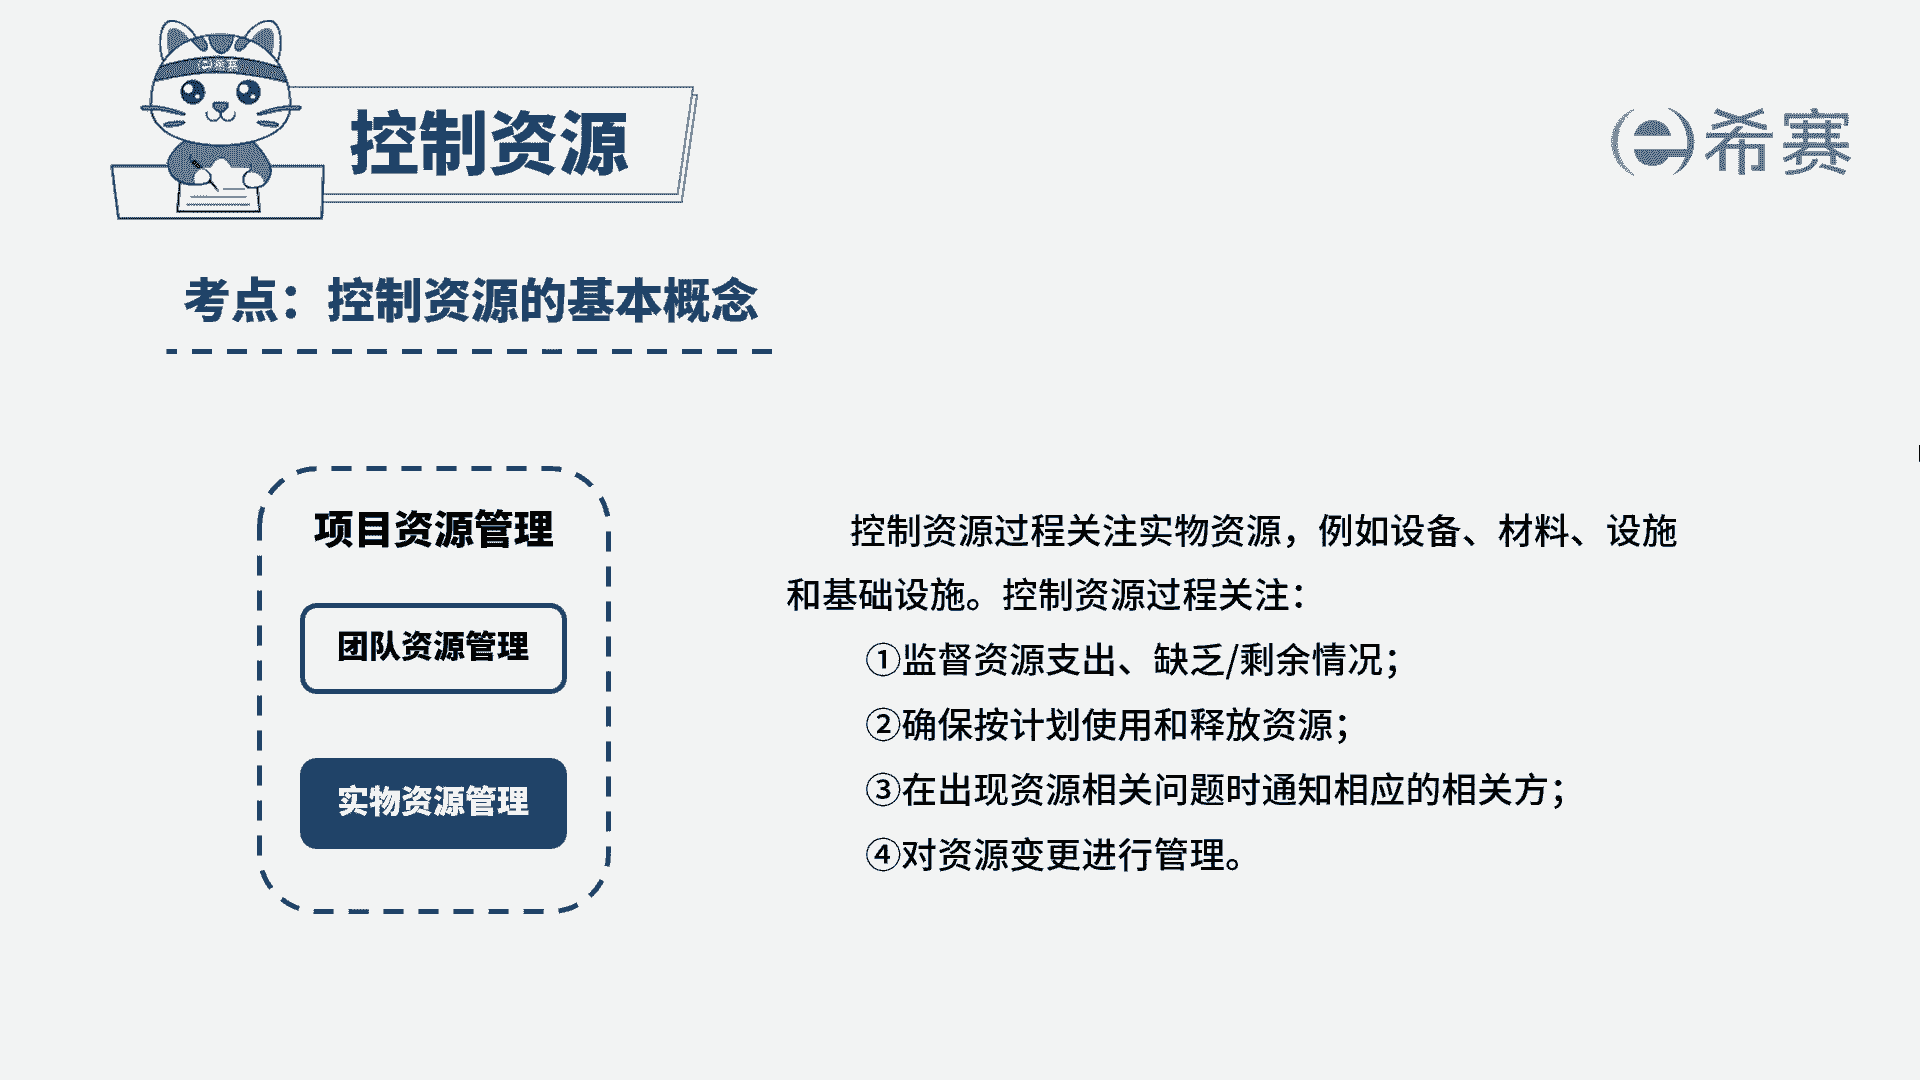 希赛
控制资源
希赛
考点：控制资源的基本概念
项目资源管理
团队资源管理
实物资源管理
控制资源过程关注实物资源，例如设备、材料、设施
和基础设施。控制资源过程关注：
①监督资源支出、缺乏/剩余情况；
②确保按计划使用和释放资源；
③在出现资源相关问题时通知相应的相关方；
④对资源变更进行管理。